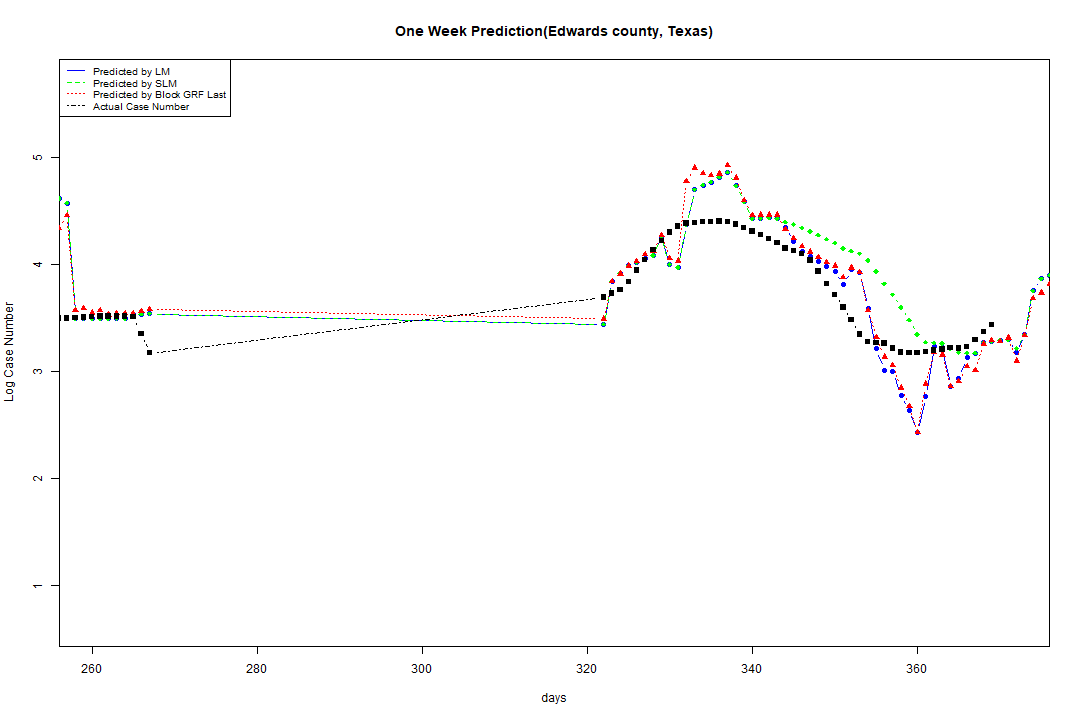 One Week Prediction(Edwards county, Texas)
Predicted by LM
Predicted by SLM
Predicted by Block GRF Last
Actual Case Number
5
4
3
2
1
Log Case Number
260 280 300 320 340 360
days